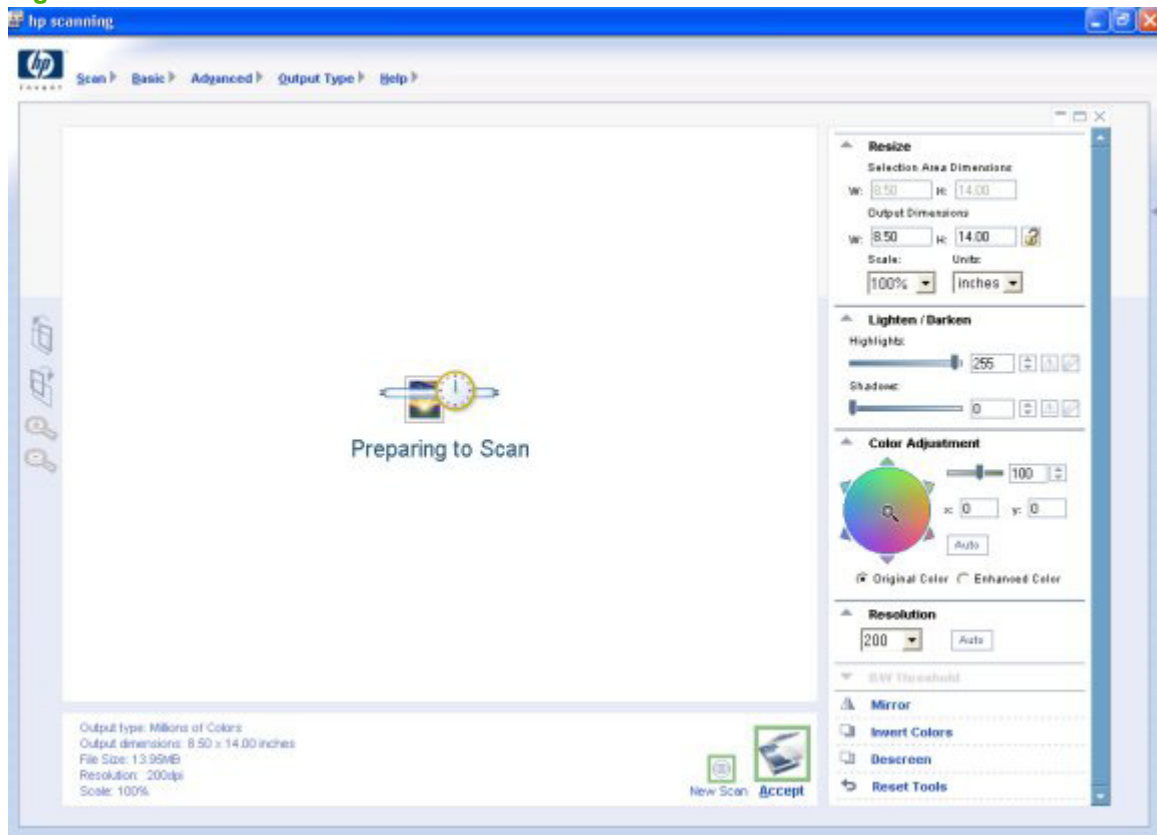 hp scanning
hp
invent
Scan Basic Advanced Output Type Help
Resize
Selection Area Dimensions
W: 8.50 H: 14.00
Output Dimensions
W: 8.50 H: 14.00
Scale: Units:
100% inches
Lighten / Darken
Highlights:
255
Shadows:
0
Color Adjustment
100
x: 0 y: 0
Auto
Original Color Enhanced Color
Resolution
200 Auto
B/W Threshold
Mirror
Invert Colors
Descreen
Reset Tools
Preparing to Scan
Output type: Millions of Colors
Output dimensions: 8.50 x 14.00 inches
File Size: 13.95MB
Resolution: 200dpi
Scale: 100%
New Scan Accept